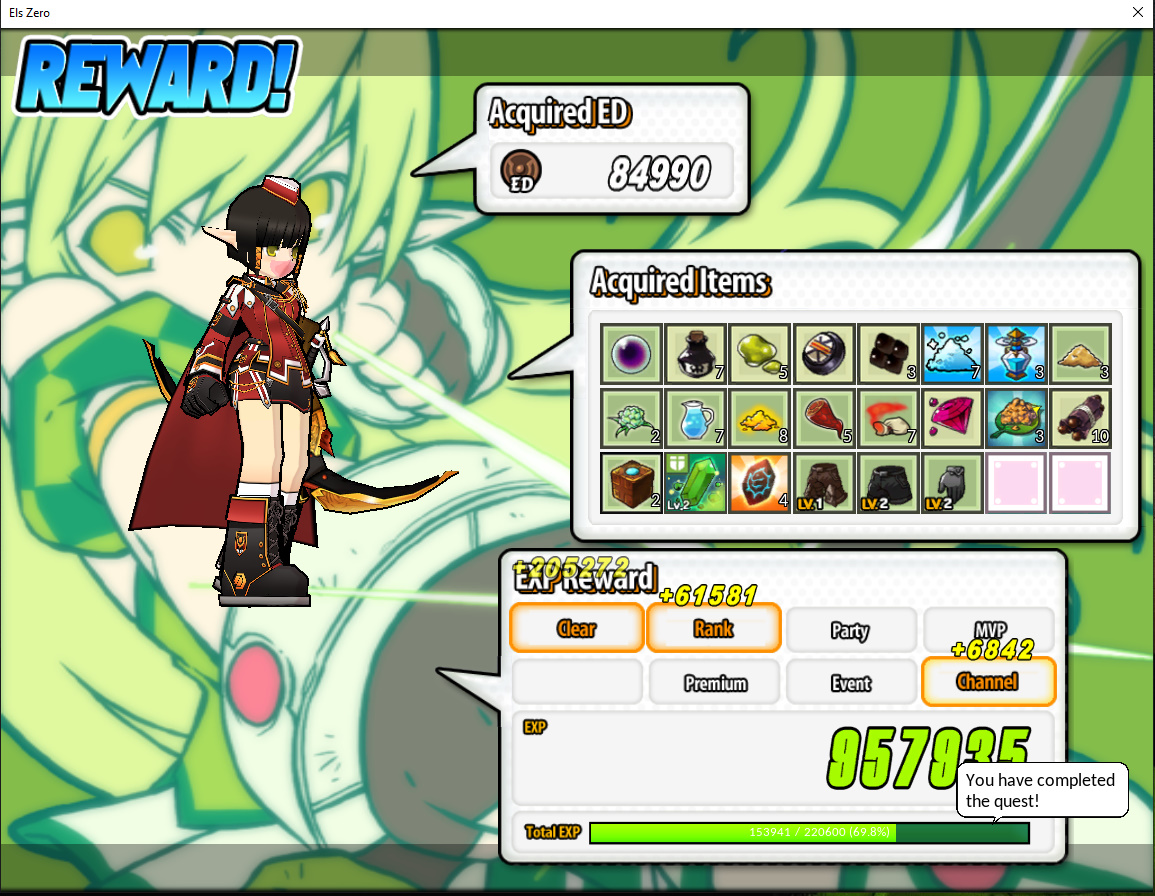 Els Zero
REWARD!
Acquired ED
ED
84990
Acquired Items
7
5
3
7
3
3
2
7
8
5
7
3
10
2
Lv.2
4
Lv.1
Lv.2
Lv.2
EXP Reward
+205272
+61581
Clear
Rank
Party
MVP
+6842
Premium
Event
Channel
EXP
957935
You have completed
the quest!
Total EXP
153941 / 220600 (69.8%)